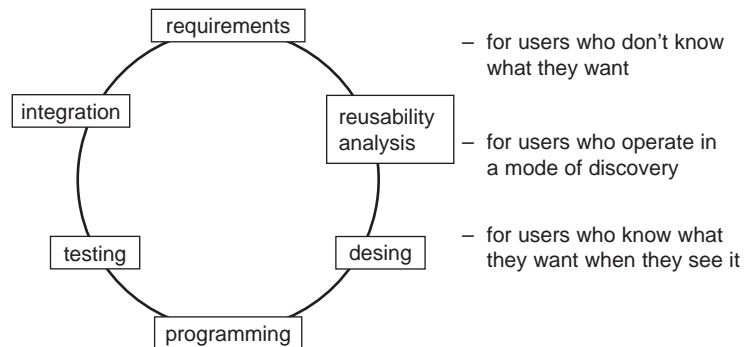 requirements
integration
reusability
analysis
testing
desing
programming
– for users who don't know
what they want
– for users who operate in
a mode of discovery
– for users who know what
they want when they see it